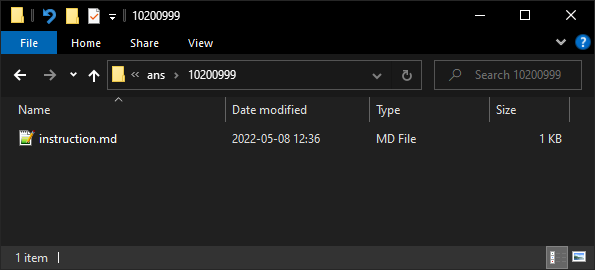 10200999
File Home Share View
ans 10200999 Search 10200999
Name Date modified Type Size
instruction.md 2022-05-08 12:36 MD File 1 KB
1 item